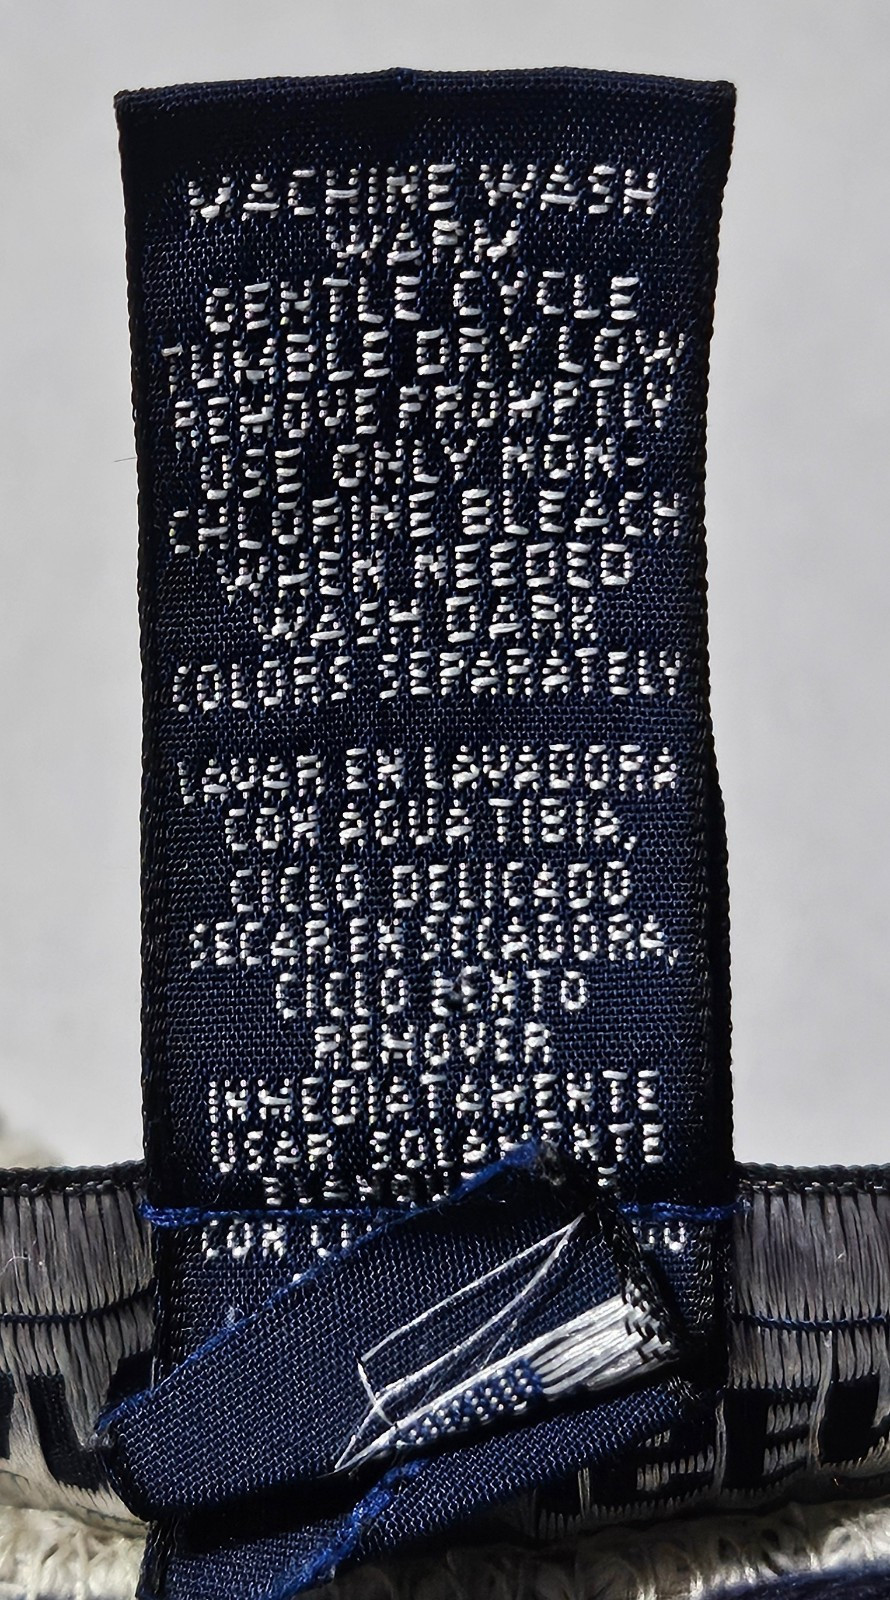 MACHINE WASH
WARM
GENTLE CYCLE
TUMBLE DRY LOW
REMOVE PROMPTLY
USE ONLY NON-
CHLORINE BLEACH
WHEN NEEDED
WASH DARK
COLORS SEPARATELY
LAVAR EN LAVADORA
CON AGUA TIBIA,
CICLO DELICADO
SECAR EN SECADORA,
CICLO LENTO
REMOVER
INMEDIATAMENTE
USAR SOLAMENTE